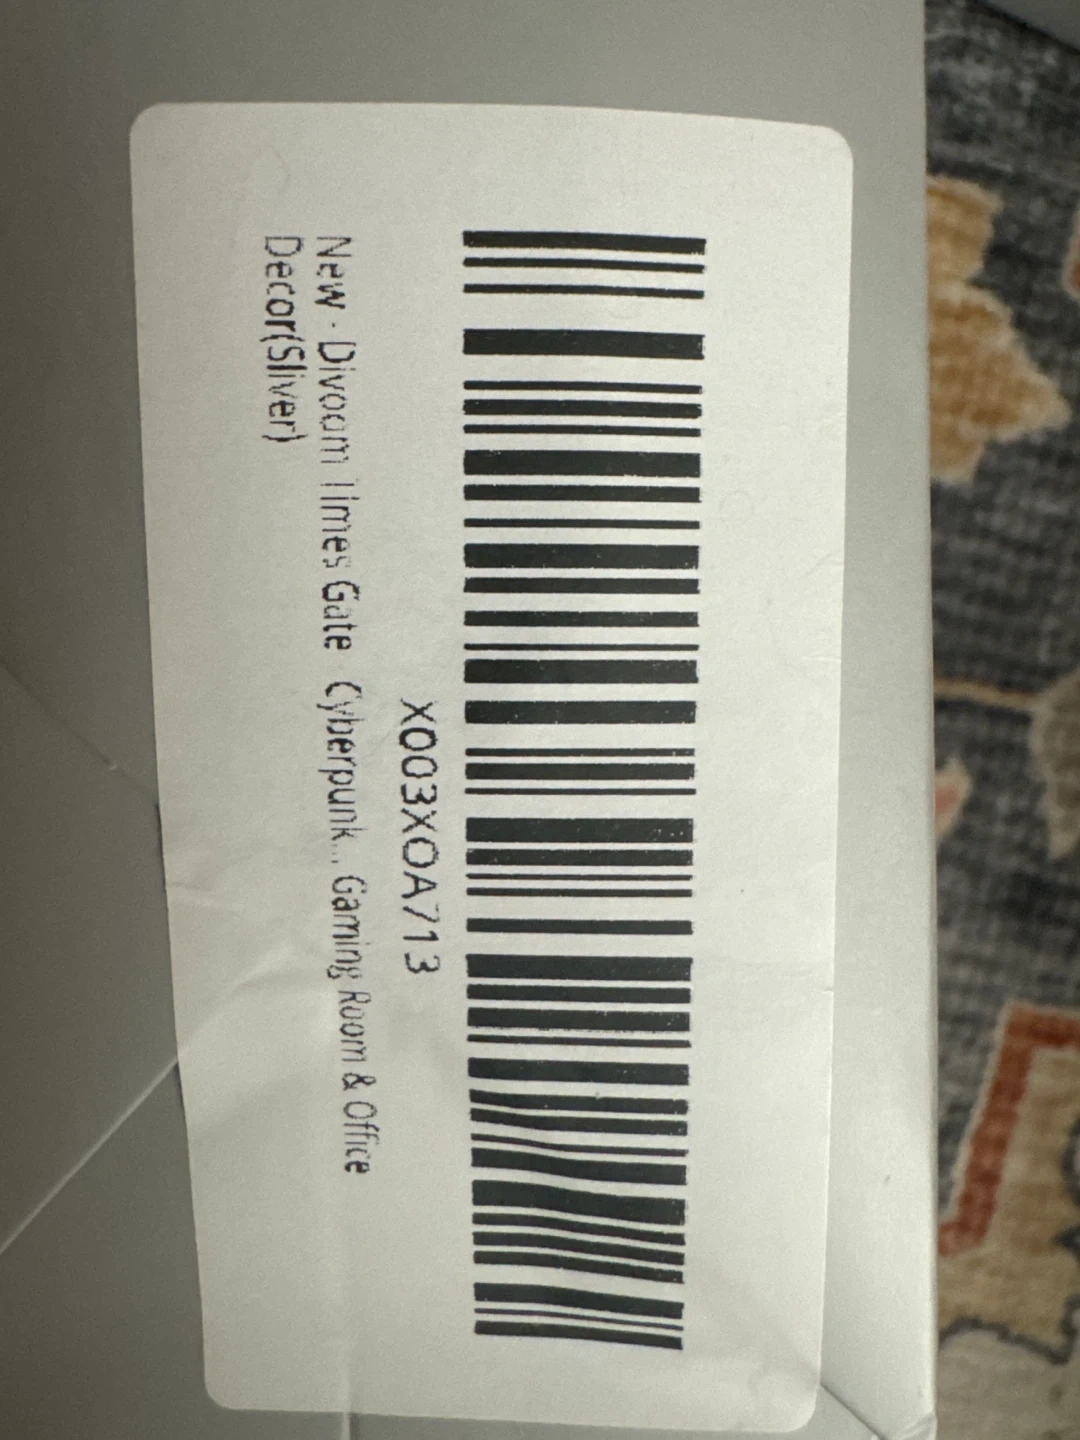 X003XOA713
New - Divoom Times Gate Cyberpunk... Gaming Room & Office
Decor(Sliver)